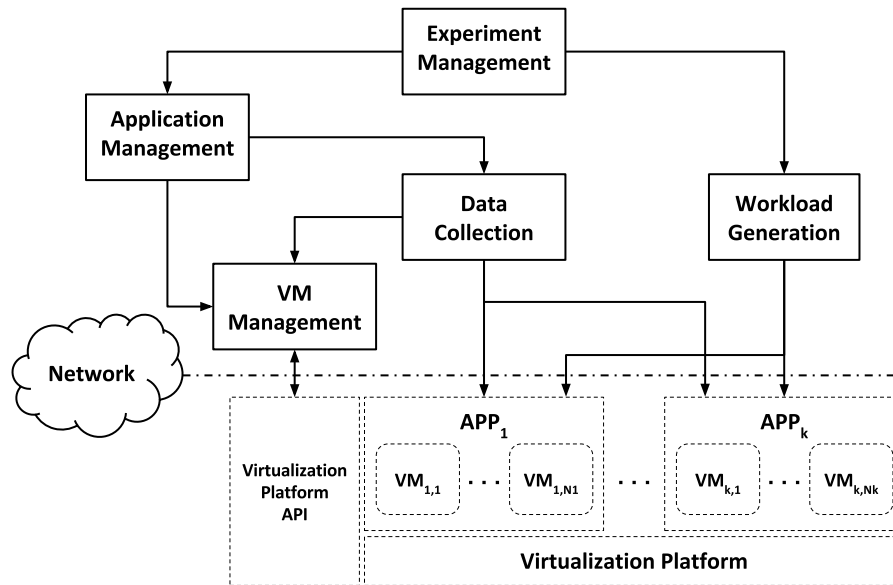 Experiment
Management
Application
Management
Data
Collection
Workload
Generation
VM
Management
Network
Virtualization
Platform
API
APP1
APPk
VM1,1
. . .
VM1,N1
. . .
VMk,1
. . .
VMk,Nk
Virtualization Platform